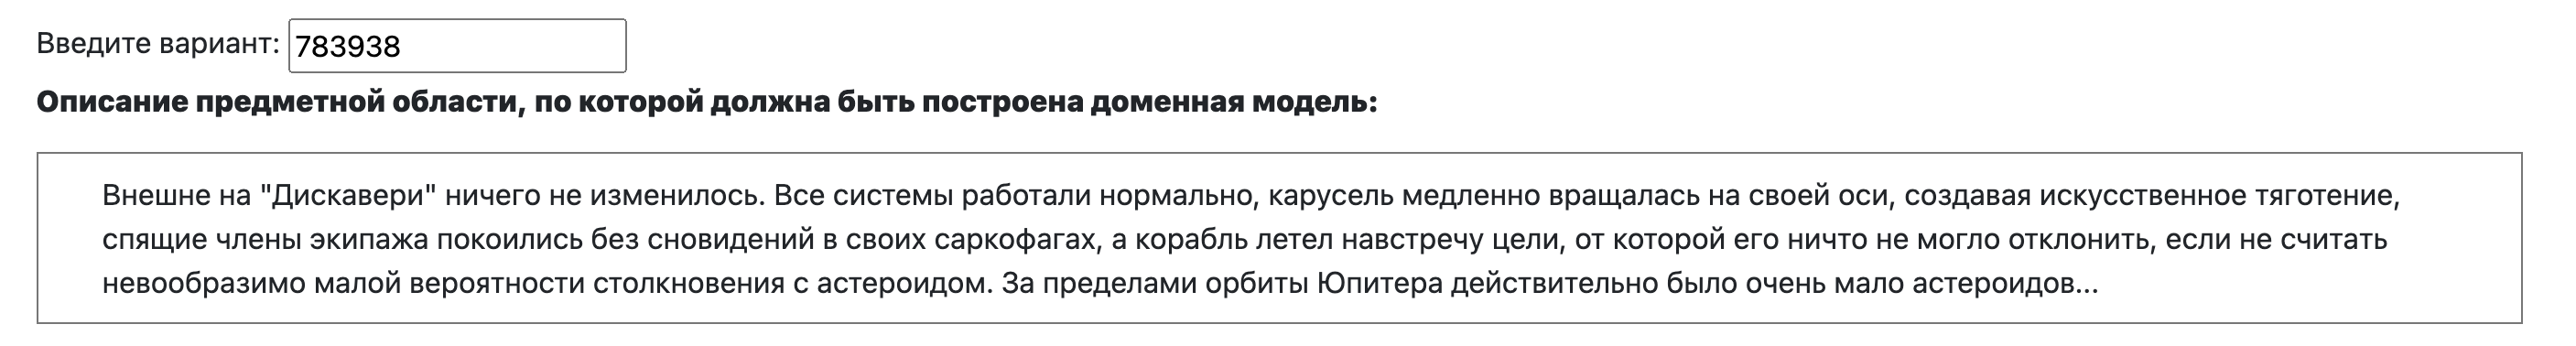 Введите вариант: 783938
Описание предметной области, по которой должна быть построена доменная модель:
Внешне на "Дискавери" ничего не изменилось. Все системы работали нормально, карусель медленно вращалась на своей оси, создавая искусственное тяготение,
спящие члены экипажа покоились без сновидений в своих саркофагах, а корабль летел навстречу цели, от которой его ничто не могло отклонить, если не считать
невообразимо малой вероятности столкновения с астероидом. За пределами орбиты Юпитера действительно было очень мало астероидов...